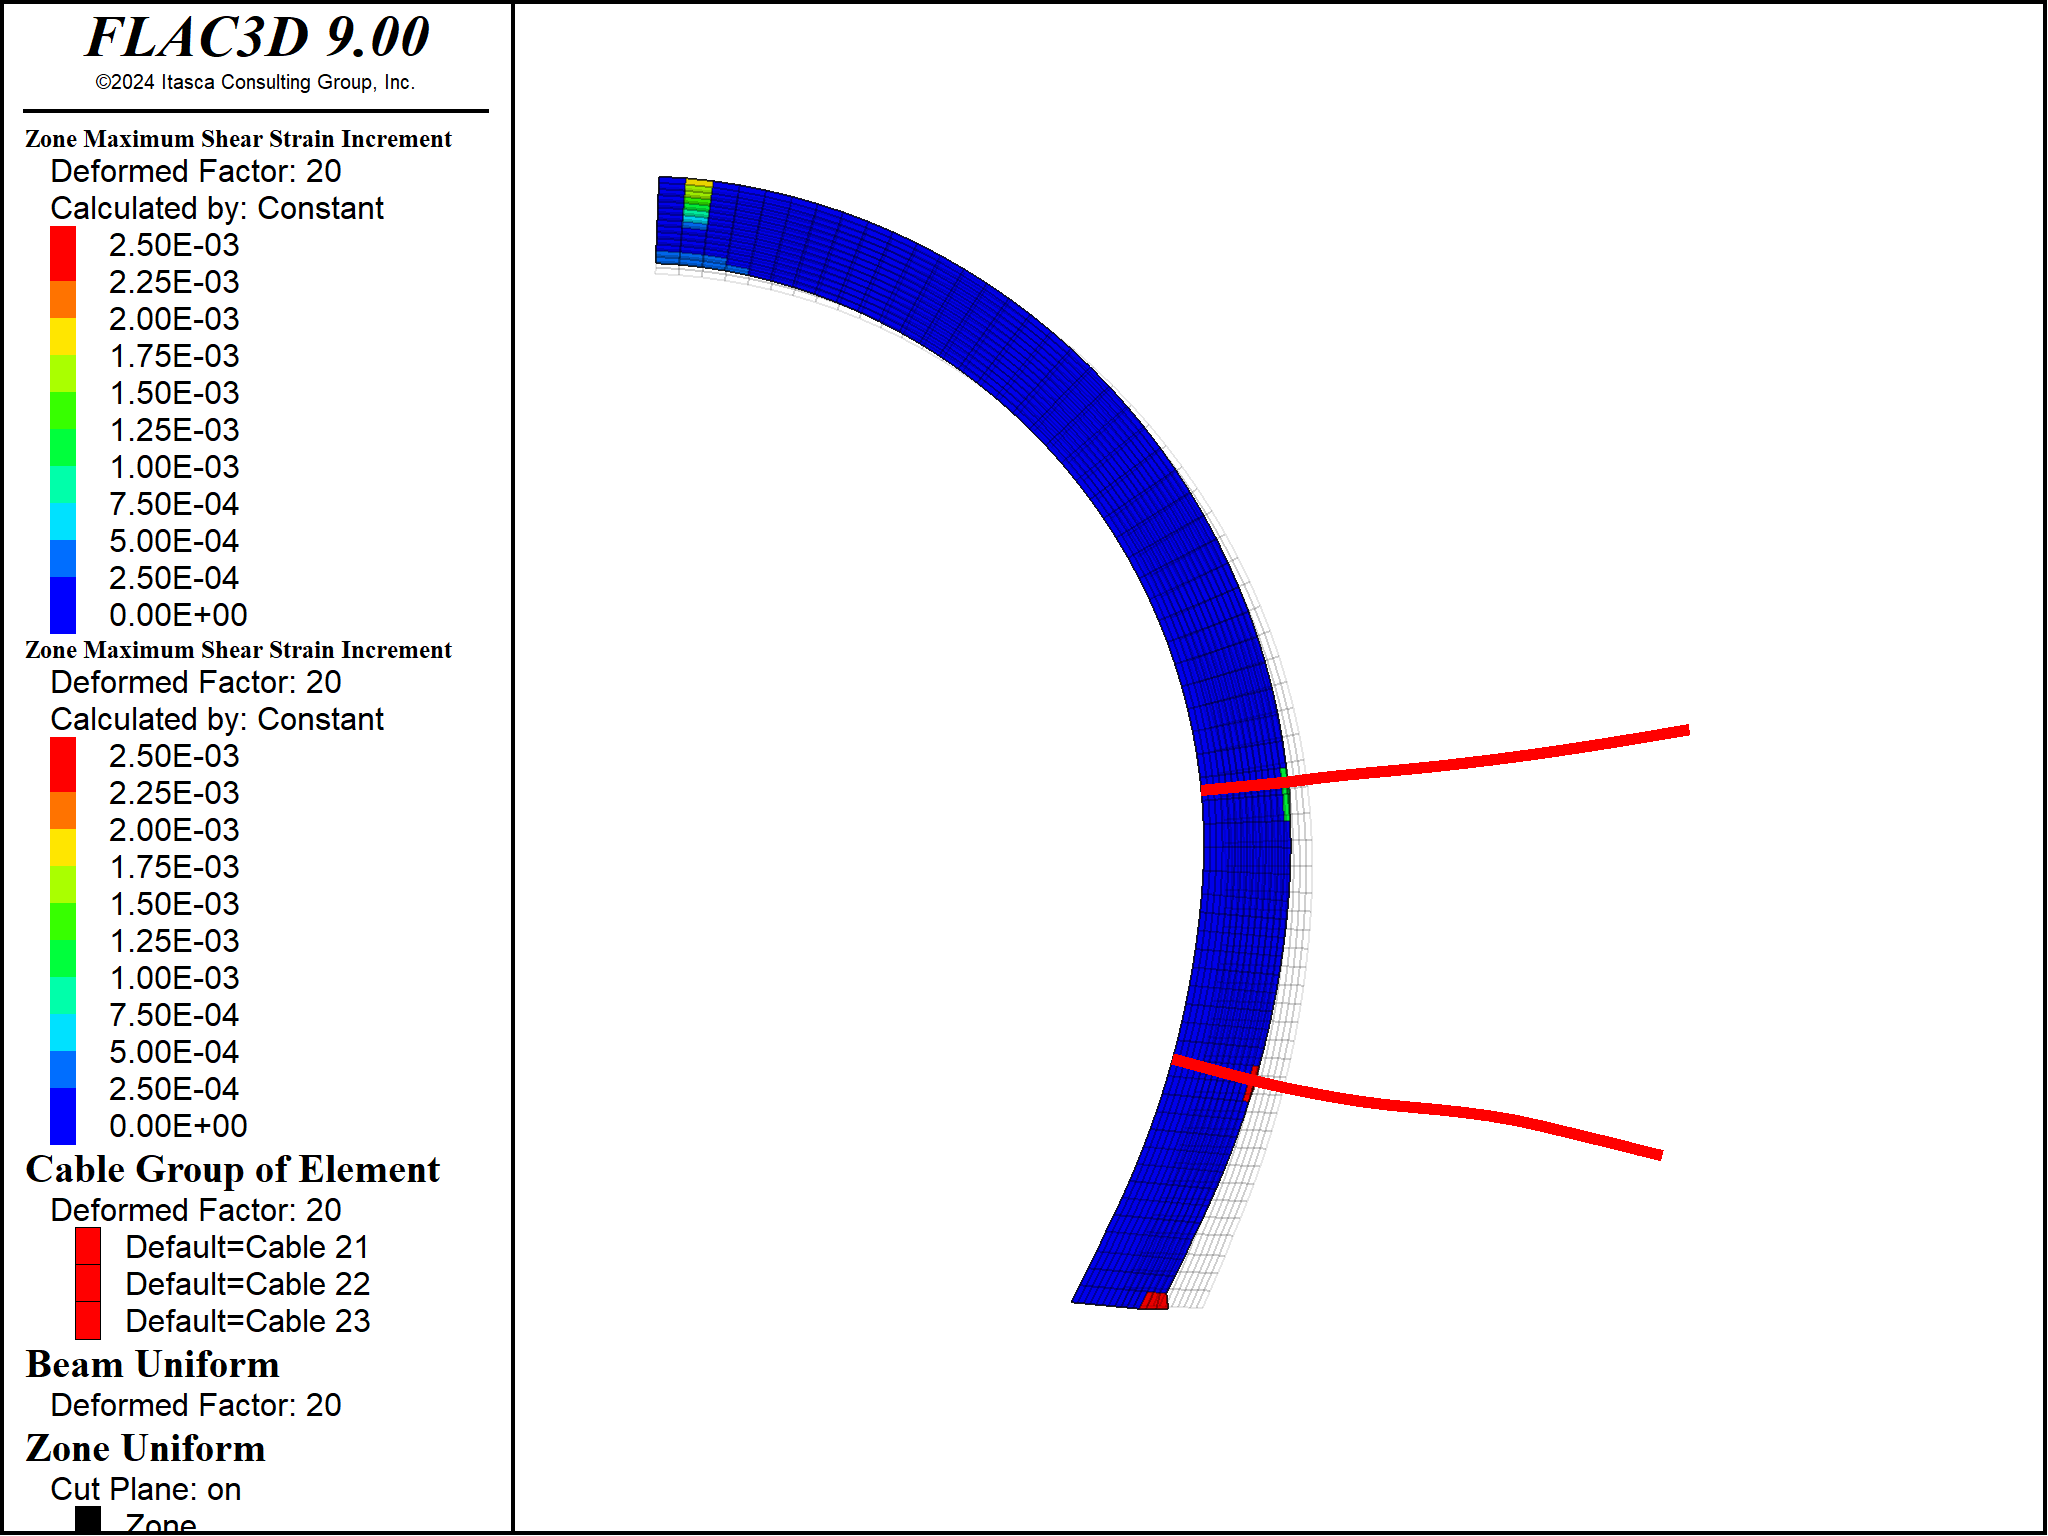 FLAC3D 9.00
©2024 Itasca Consulting Group, Inc.
Zone Maximum Shear Strain Increment
Deformed Factor: 20
Calculated by: Constant
2.50E-03
2.25E-03
2.00E-03
1.75E-03
1.50E-03
1.25E-03
1.00E-03
7.50E-04
5.00E-04
2.50E-04
0.00E+00
Zone Maximum Shear Strain Increment
Deformed Factor: 20
Calculated by: Constant
2.50E-03
2.25E-03
2.00E-03
1.75E-03
1.50E-03
1.25E-03
1.00E-03
7.50E-04
5.00E-04
2.50E-04
0.00E+00
Cable Group of Element
Deformed Factor: 20
Default=Cable 21
Default=Cable 22
Default=Cable 23
Beam Uniform
Deformed Factor: 20
Zone Uniform
Cut Plane: on
Zone